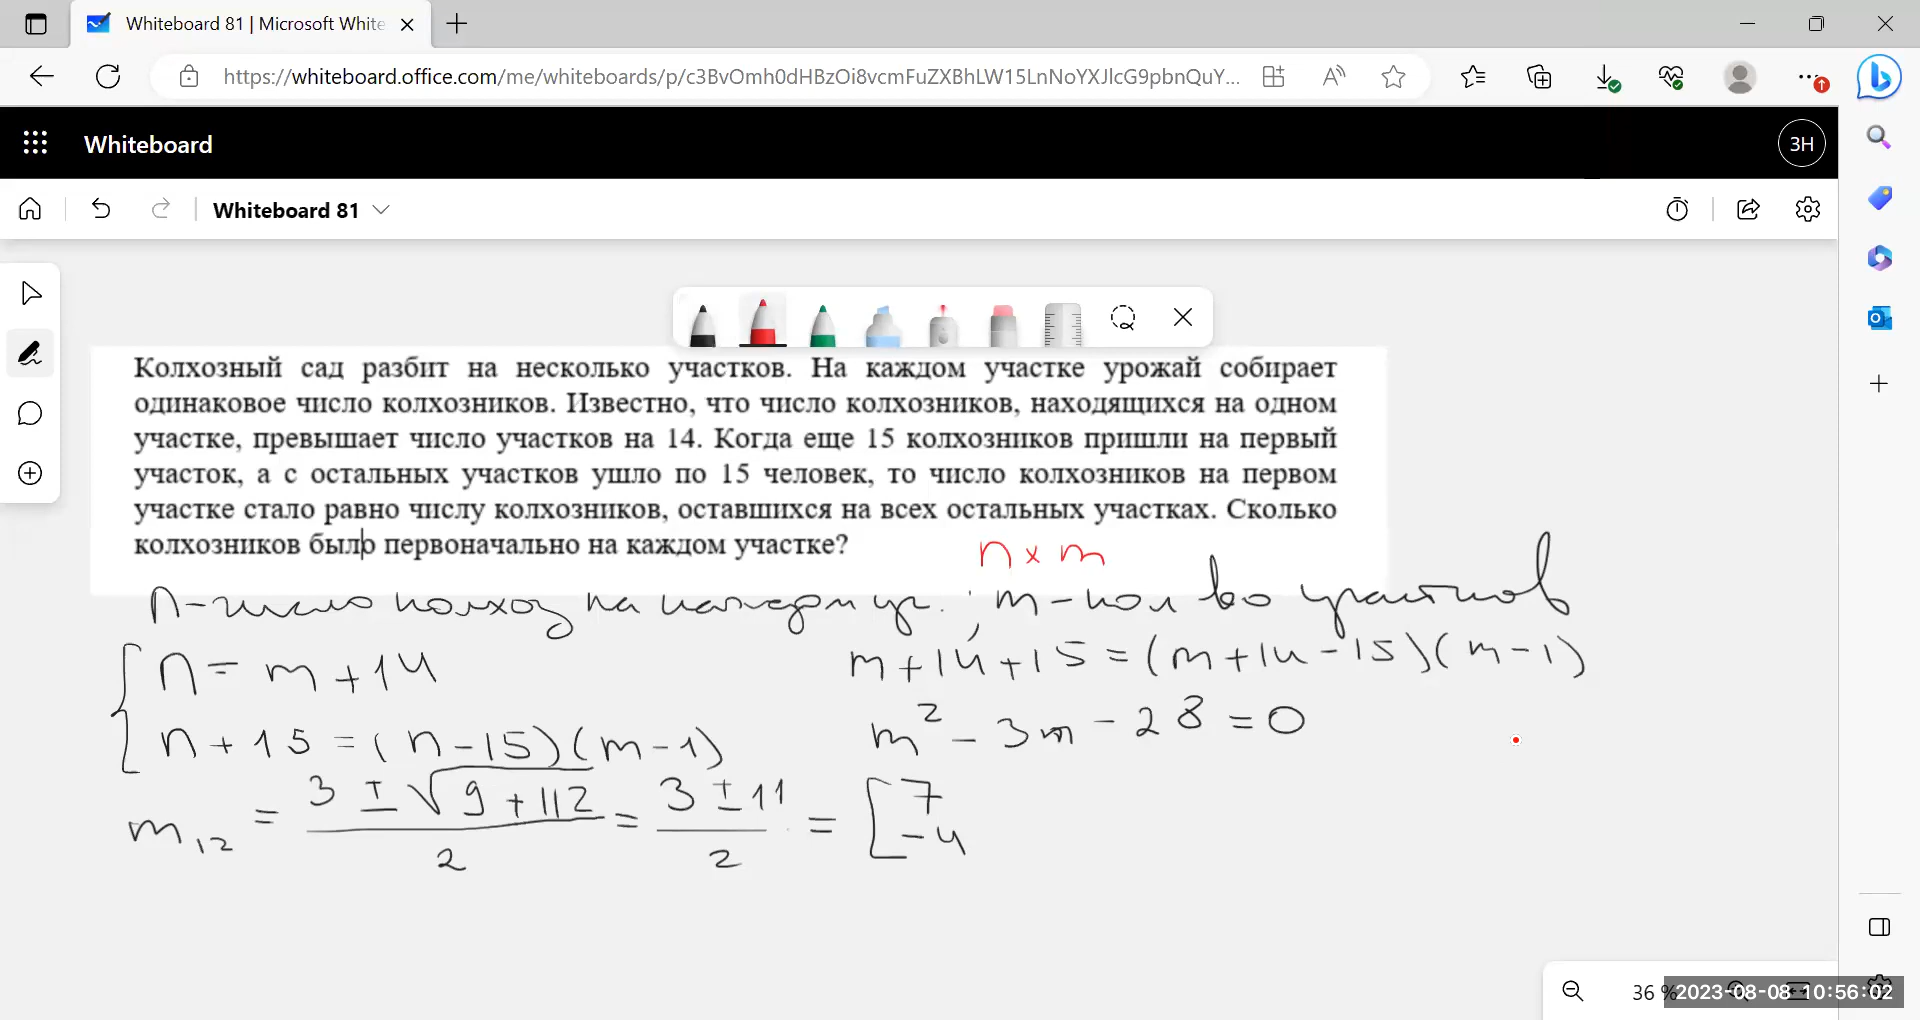 Whiteboard 81 | Microsoft White
https://whiteboard.office.com/me/whiteboards/p/c3BvOmh0dHBzOi8vcmFuZXBhLW15LnNoYXJlcG9pbnQuY...
Whiteboard
ЗН
Whiteboard 81
Колхозный сад разбит на несколько участков. На каждом участке урожай собирает
одинаковое число колхозников. Известно, что число колхозников, находящихся на одном
участке, превышает число участков на 14. Когда еще 15 колхозников пришли на первый
участок, а с остальных участков ушло по 15 человек, то число колхозников на первом
участке стало равно числу колхозников, оставшихся на всех остальных участках. Сколько
колхозников было первоначально на каждом участке?
n × m
n - число колхоз на каждом уч. ; m - кол во участков
n = m + 14
m + 14 + 15 = (m + 14 - 15)(m - 1)
n + 15 = (n - 15)(m - 1)
m² - 3m - 28 = 0
m₁₂ = (3 ± √(9 + 112))/2 = (3 ± 11)/2 = [7
-4
36 %
2023-08-08 10:56:02